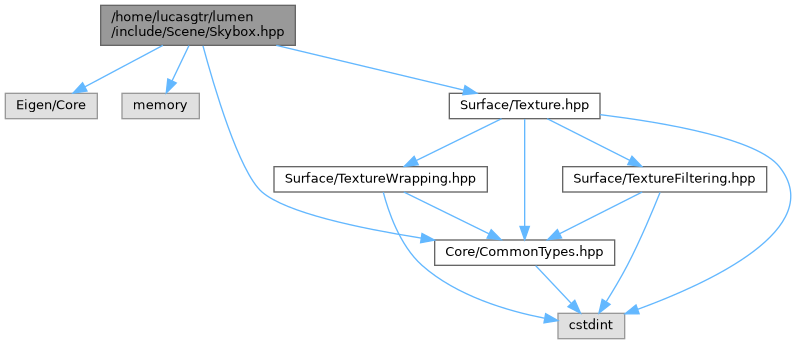 /home/lucasgtr/lumen
/include/Scene/Skybox.hpp
Eigen/Core
memory
Surface/Texture.hpp
Surface/TextureWrapping.hpp
Surface/TextureFiltering.hpp
Core/CommonTypes.hpp
cstdint